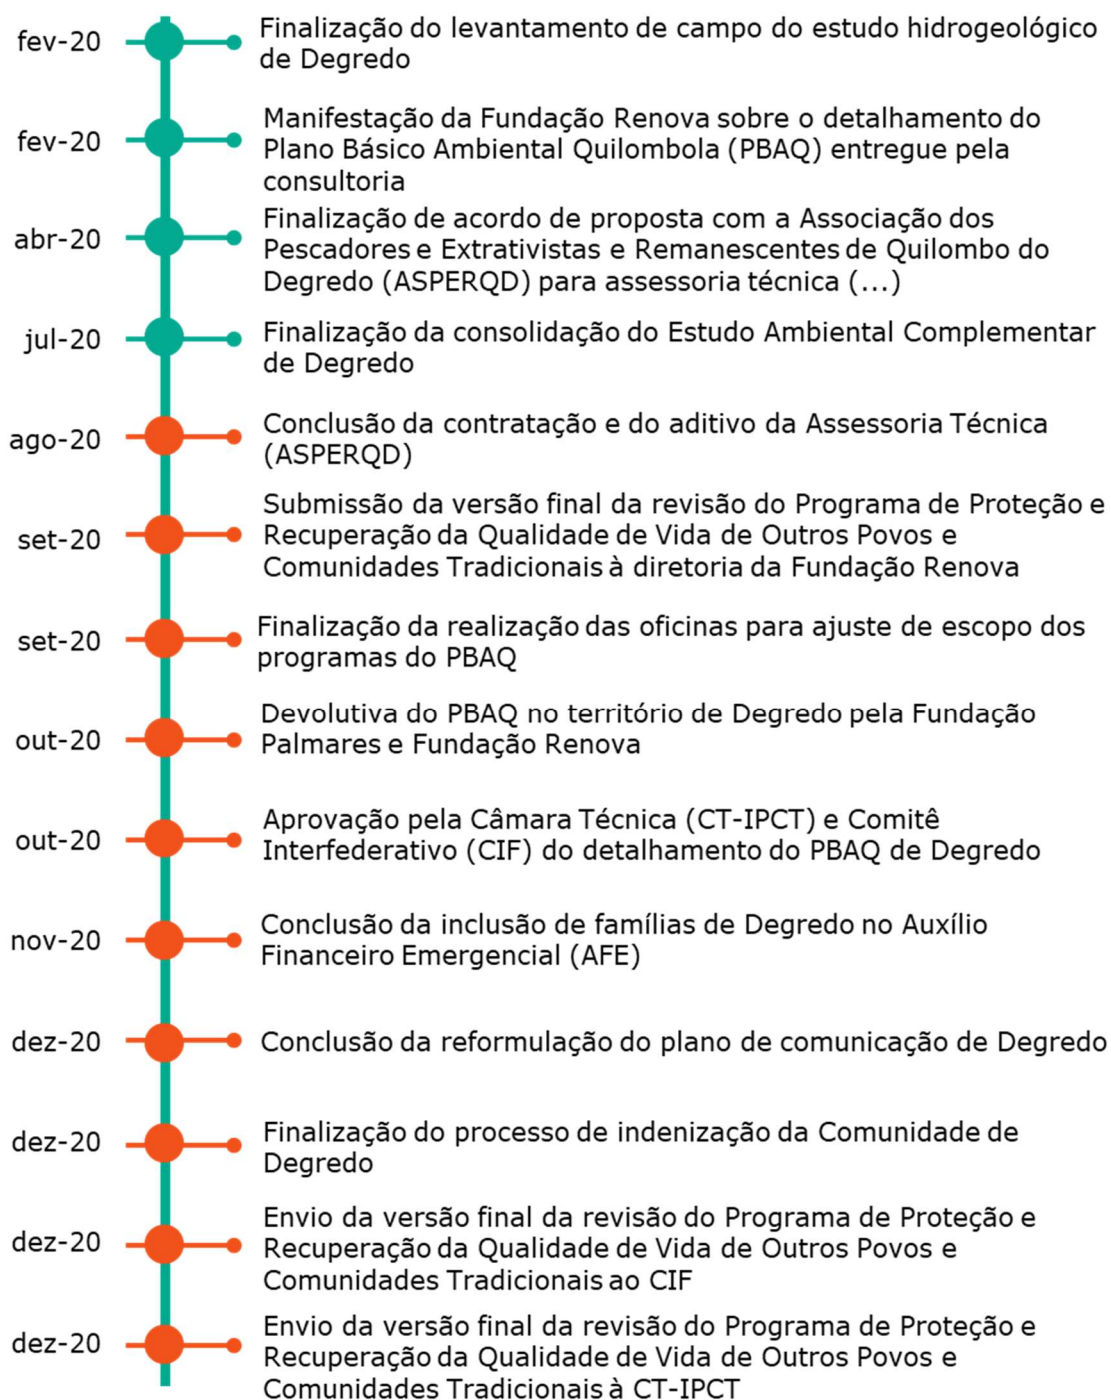 fev-20
Finalização do levantamento de campo do estudo hidrogeológico
de Degredo
fev-20
Manifestação da Fundação Renova sobre o detalhamento do
Plano Básico Ambiental Quilombola (PBAQ) entregue pela
consultoria
abr-20
Finalização de acordo de proposta com a Associação dos
Pescadores e Extrativistas e Remanescentes de Quilombo do
Degredo (ASPERQD) para assessoria técnica (...)
jul-20
Finalização da consolidação do Estudo Ambiental Complementar
de Degredo
ago-20
Conclusão da contratação e do aditivo da Assessoria Técnica
(ASPERQD)
set-20
Submissão da versão final da revisão do Programa de Proteção e
Recuperação da Qualidade de Vida de Outros Povos e
Comunidades Tradicionais à diretoria da Fundação Renova
set-20
Finalização da realização das oficinas para ajuste de escopo dos
programas do PBAQ
out-20
Devolutiva do PBAQ no território de Degredo pela Fundação
Palmares e Fundação Renova
out-20
Aprovação pela Câmara Técnica (CT-IPCT) e Comitê
Interfederativo (CIF) do detalhamento do PBAQ de Degredo
nov-20
Conclusão da inclusão de famílias de Degredo no Auxílio
Financeiro Emergencial (AFE)
dez-20
Conclusão da reformulação do plano de comunicação de Degredo
dez-20
Finalização do processo de indenização da Comunidade de
Degredo
dez-20
Envio da versão final da revisão do Programa de Proteção e
Recuperação da Qualidade de Vida de Outros Povos e
Comunidades Tradicionais ao CIF
dez-20
Envio da versão final da revisão do Programa de Proteção e
Recuperação da Qualidade de Vida de Outros Povos e
Comunidades Tradicionais à CT-IPCT